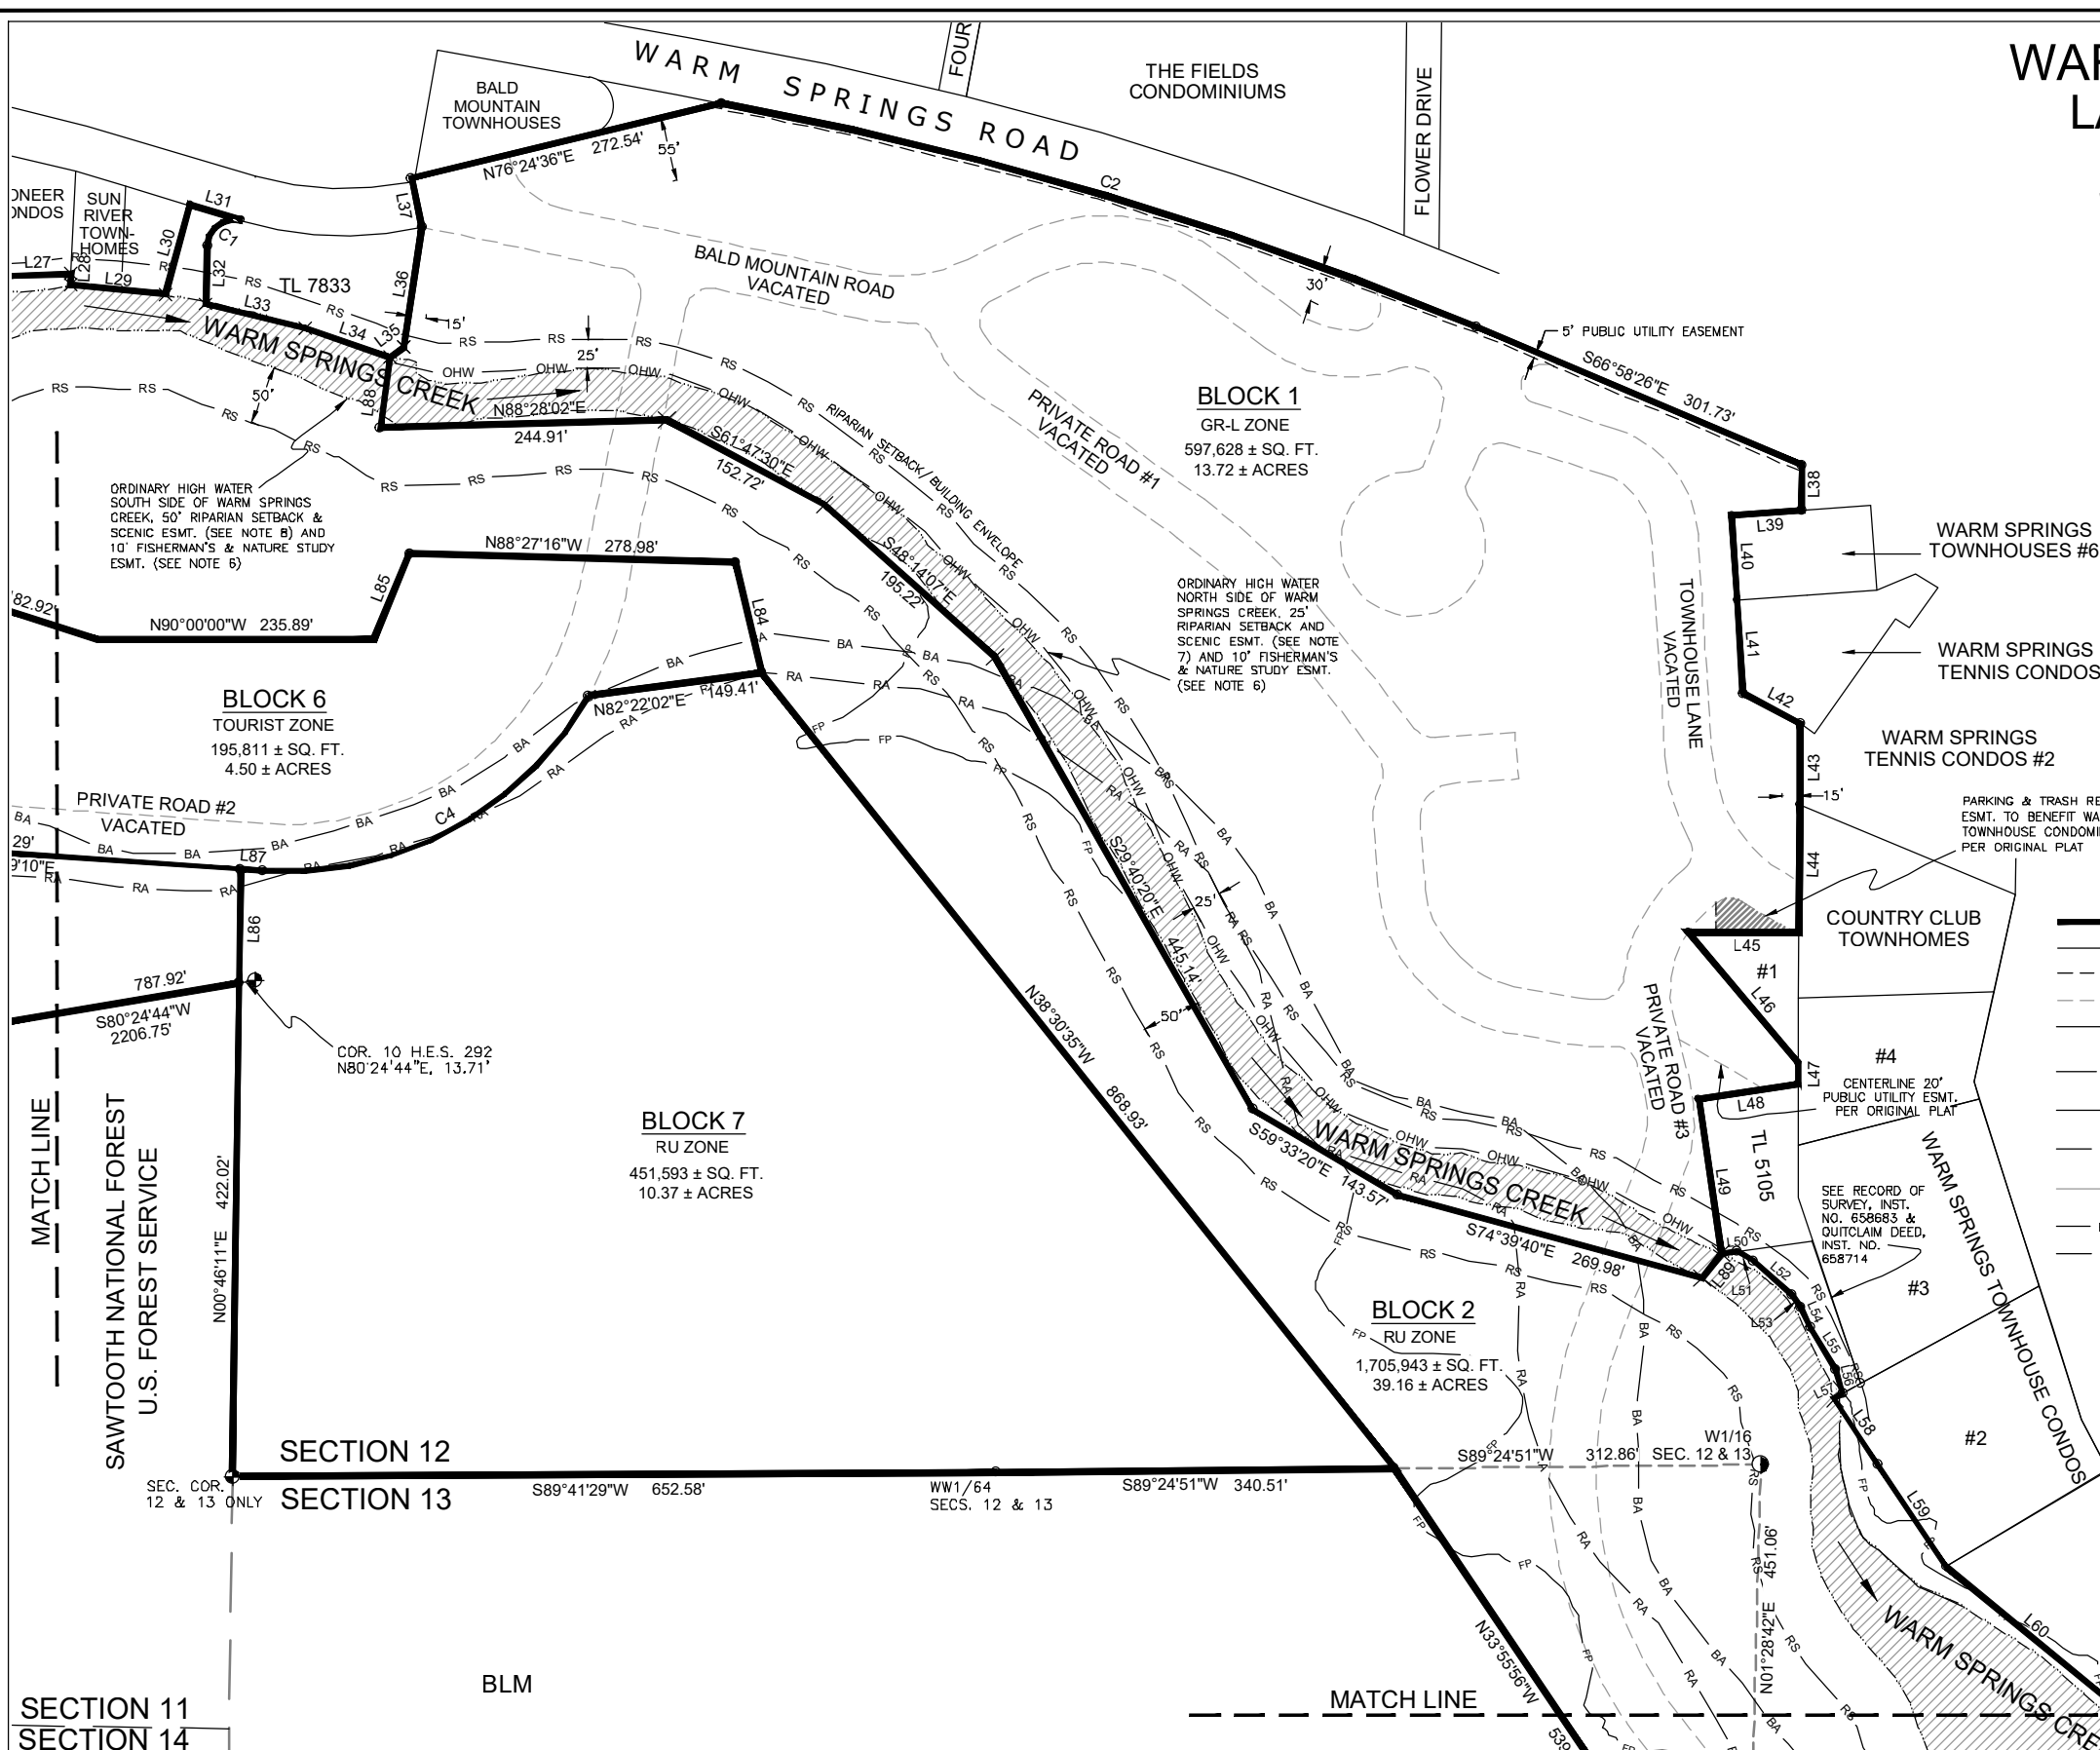 WARM SPRINGS ROAD
FOUR
THE FIELDS
CONDOMINIUMS
FLOWER DRIVE
BALD
MOUNTAIN
TOWNHOUSES
N76°24'36"E 272.54'
55'
C2
SUN
RIVER
TOWN-
HOMES
L31
C1
L30
L32
L27
L28
L29
TL 7833
L33
L34
L35
L36
L37
15'
BALD MOUNTAIN ROAD
VACATED
30'
5' PUBLIC UTILITY EASEMENT
S66°58'26"E 301.73'
WARM SPRINGS CREEK
L88
50'
25'
N88°28'02"E
244.91'
S61°47'30"E
152.72'
RIPARIAN SETBACK/ BUILDING ENVELOPE
PRIVATE ROAD #1
VACATED
BLOCK 1
GR-L ZONE
597,628 ± SQ. FT.
13.72 ± ACRES
L38
L39
L40
L41
L42
L43
L44
WARM SPRINGS
TOWNHOUSES #6
WARM SPRINGS
TENNIS CONDOS
WARM SPRINGS
TENNIS CONDOS #2
TOWNHOUSE LANE
VACATED
ORDINARY HIGH WATER
SOUTH SIDE OF WARM SPRINGS
CREEK, 50' RIPARIAN SETBACK &
SCENIC ESMT. (SEE NOTE 8) AND
10' FISHERMAN'S & NATURE STUDY
ESMT. (SEE NOTE 6)
N88°27'16"W 278.98'
L85
L84
82.92'
N90°00'00"W 235.89'
S48°14'07"E
195.22'
ORDINARY HIGH WATER
NORTH SIDE OF WARM
SPRINGS CREEK, 25'
RIPARIAN SETBACK AND
SCENIC ESMT. (SEE NOTE
7) AND 10' FISHERMAN'S
& NATURE STUDY ESMT.
(SEE NOTE 6)
BLOCK 6
TOURIST ZONE
195,811 ± SQ. FT.
4.50 ± ACRES
N82°22'02"E 149.41'
PRIVATE ROAD #2
VACATED
C4
L87
29'
9'10"E
L86
15'
PARKING & TRASH RE
ESMT. TO BENEFIT WA
TOWNHOUSE CONDOMI
PER ORIGINAL PLAT
S29°40'20"E
445.14'
25'
50'
COUNTRY CLUB
TOWNHOMES
L45
#1
L46
L47
L48
#4
CENTERLINE 20'
PUBLIC UTILITY ESMT.
PER ORIGINAL PLAT
787.92'
S80°24'44"W
2206.75'
COR. 10 H.E.S. 292
N80°24'44"E, 13.71'
N38°30'35"W 868.93'
PRIVATE ROAD #3
VACATED
MATCH LINE
SAWTOOTH NATIONAL FOREST
U.S. FOREST SERVICE
N00°46'11"E 422.02'
BLOCK 7
RU ZONE
451,593 ± SQ. FT.
10.37 ± ACRES
S59°33'20"E 143.57'
WARM SPRINGS CREEK
S74°39'40"E 269.98'
L49
TL 5105
SEE RECORD OF
SURVEY, INST.
NO. 658683 &
QUITCLAIM DEED,
INST. NO.
658714
WARM SPRINGS TOWNHOUSE CONDOS
#3
L50
L89
L51
L52
L53
L54
L55
L56
L57
L58
#2
BLOCK 2
RU ZONE
1,705,943 ± SQ. FT.
39.16 ± ACRES
SECTION 12
SEC. COR.
12 & 13 ONLY
SECTION 13
S89°41'29"W 652.58'
WW1/64
SECS. 12 & 13
S89°24'51"W 340.51'
S89°24'51"W 312.86'
W1/16
SEC. 12 & 13
N01°28'42"E 451.06'
L59
L60
N33°55'56"W
539
WARM SPRINGS CRE
BLM
MATCH LINE
SECTION 11
SECTION 14